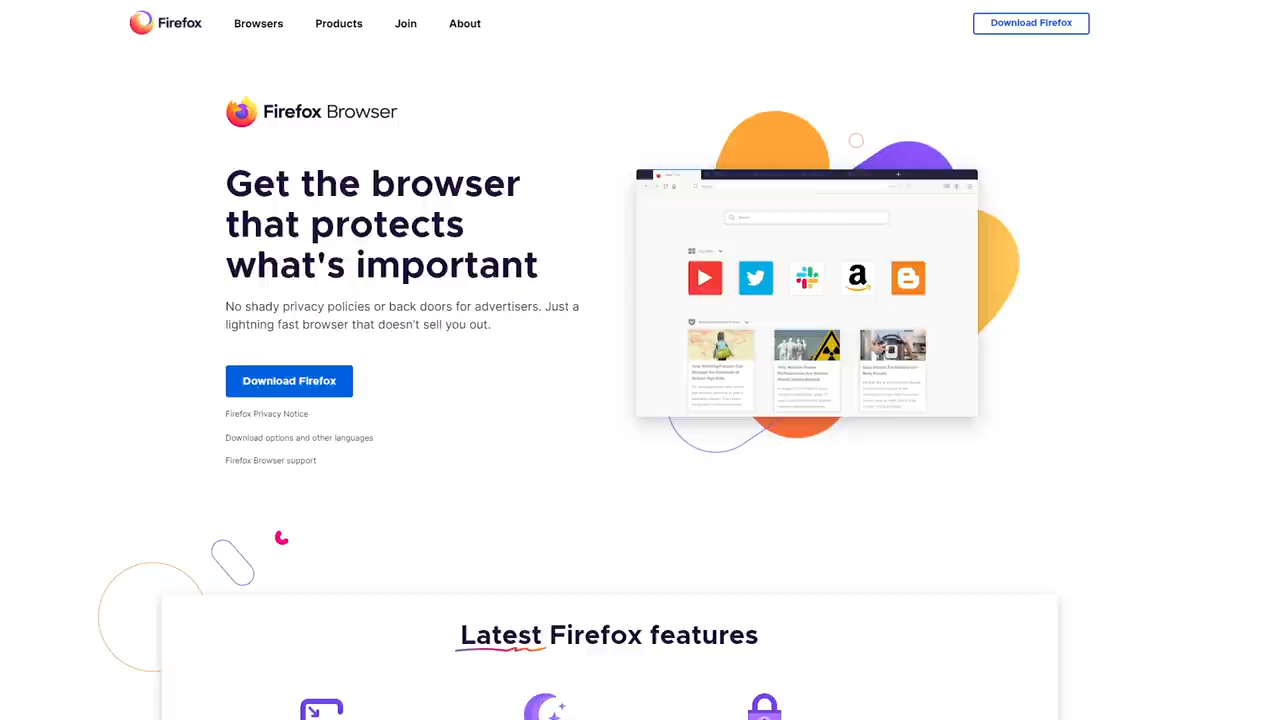 Firefox
Browsers
Products
Join
About
Download Firefox
Firefox Browser
Get the browser
that protects
what's important
No shady privacy policies or back doors for advertisers. Just a
lightning fast browser that doesn't sell you out.
Download Firefox
Firefox Privacy Notice
Download options and other languages
Firefox Browser support
Latest Firefox features